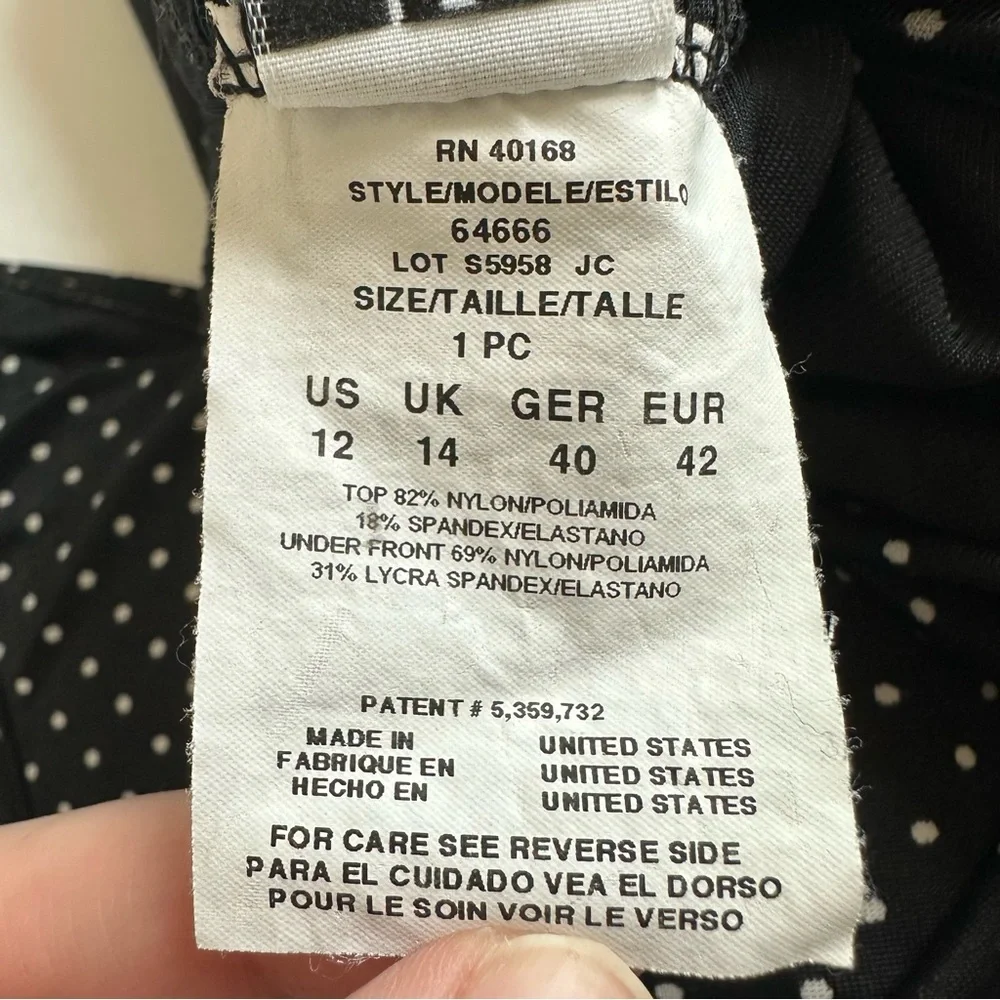 RN 40168
STYLE/MODELE/ESTILO
64666
LOT S5958 JC
SIZE/TAILLE/TALLE
1 PC
US UK GER EUR
12 14 40 42
TOP 82% NYLON/POLIAMIDA
18% SPANDEX/ELASTANO
UNDER FRONT 69% NYLON/POLIAMIDA
31% LYCRA SPANDEX/ELASTANO
PATENT # 5,359,732
MADE IN UNITED STATES
FABRIQUE EN UNITED STATES
HECHO EN UNITED STATES
FOR CARE SEE REVERSE SIDE
PARA EL CUIDADO VEA EL DORSO
POUR LE SOIN VOIR LE VERSO